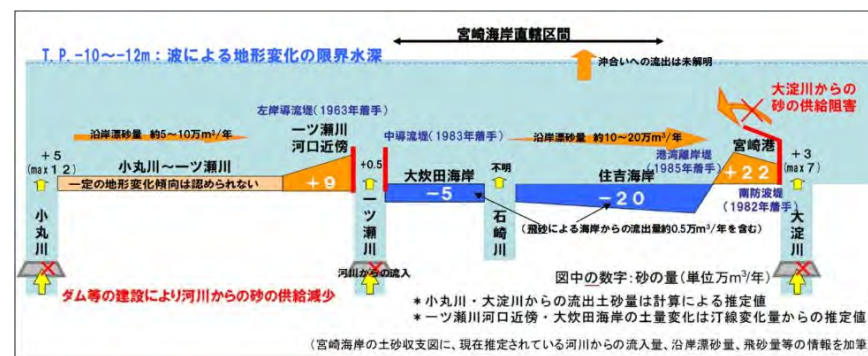 宮崎海岸直轄区間
T.P.-10～-12m：波による地形変化の限界水深
沖合いへの流出は未解明
大淀川からの
砂の供給阻害
左岸導流堤(1963年着手)
沿岸漂砂量 約5～10万m³/年
一ツ瀬川
河口近傍
中導流堤(1983年着手)
沿岸漂砂量 約10～20万m³/年
宮崎港
+5
(max12)
小丸川～一ツ瀬川
一定の地形変化傾向は認められない
+9
+0.5
大炊田海岸
-5
不明
住吉海岸
-20
港湾離岸堤
(1985年着手)
+22
+3
(max7)
南防波堤
(1982年着手)
小丸川
一ツ瀬川
石崎川
大淀川
(飛砂による海岸からの流出量約0.5万m³/年を含む)
河川からの流入
ダム等の建設により河川からの砂の供給減少
図中の数字：砂の量(単位万m³/年)
*小丸川・大淀川からの流出土砂量は計算による推定値
*一ツ瀬川河口近傍・大炊田海岸の土量変化は汀線変化量からの推定値
(宮崎海岸の土砂収支図に、現在推定されている河川からの流入量、沿岸漂砂量、飛砂量等の情報を加筆